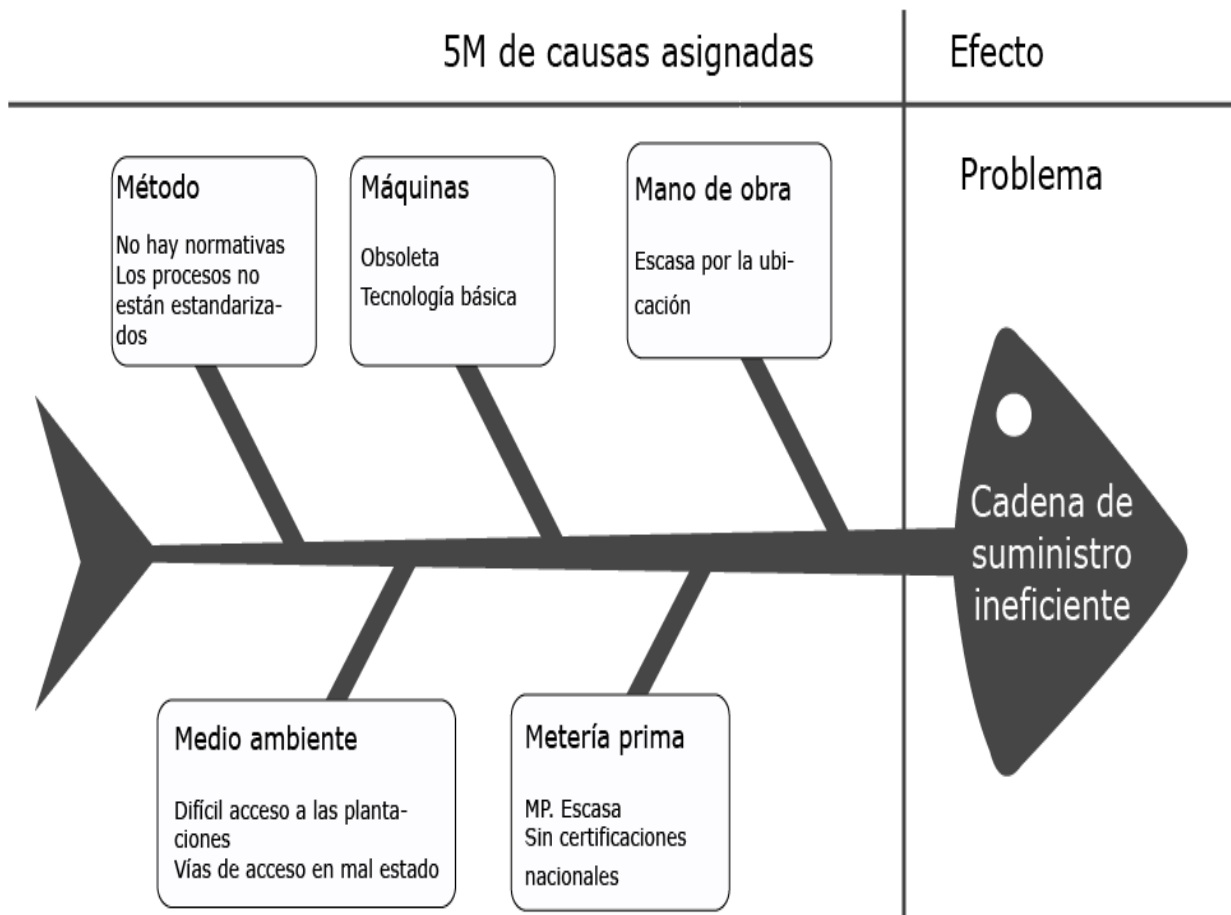 5M de causas asignadas
Efecto
Problema
Método
No hay normativas
Los procesos no
están estandariza-
dos
Máquinas
Obsoleta
Tecnología básica
Mano de obra
Escasa por la ubi-
cación
Cadena de
suministro
ineficiente
Medio ambiente
Difícil acceso a las planta-
ciones
Vías de acceso en mal estado
Metería prima
MP. Escasa
Sin certificaciones
nacionales